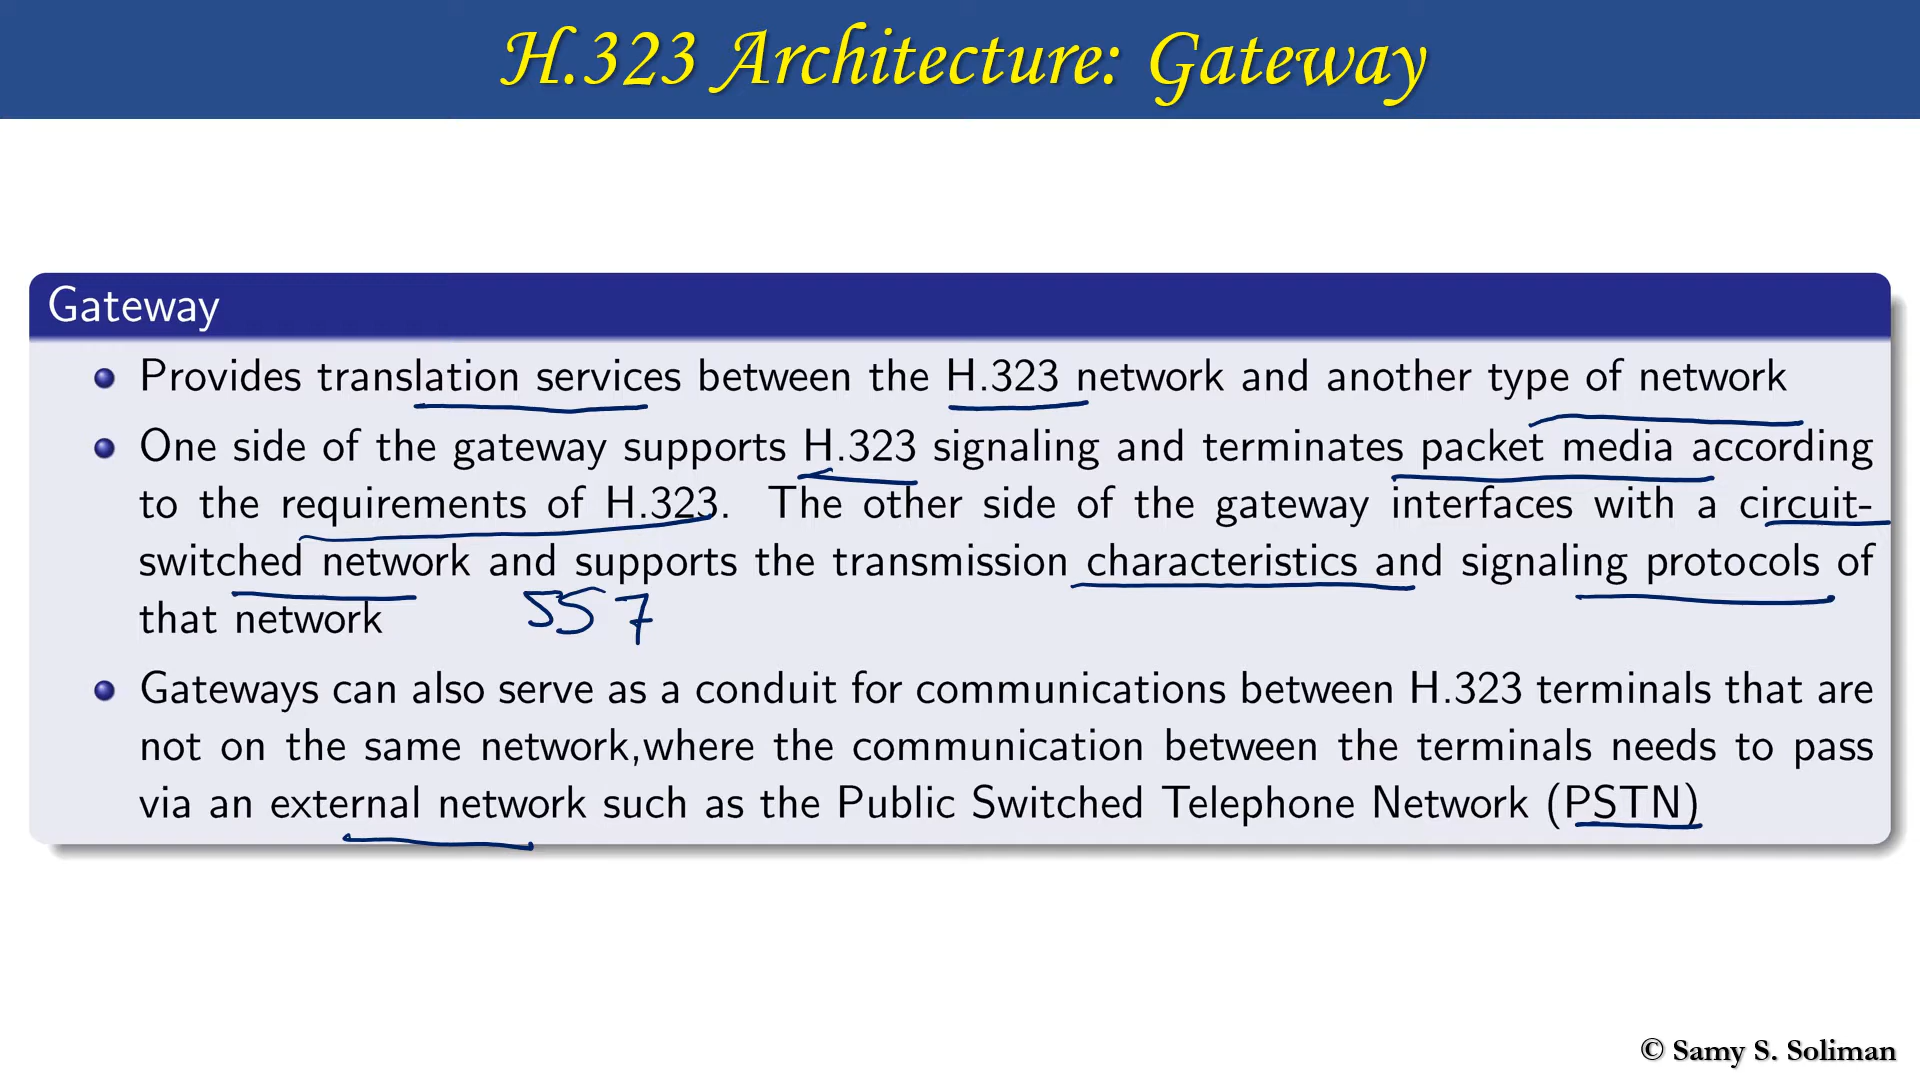 H.323 Architecture: Gateway
Gateway
Provides translation services between the H.323 network and another type of network
One side of the gateway supports H.323 signaling and terminates packet media according
to the requirements of H.323. The other side of the gateway interfaces with a circuit-
switched network and supports the transmission characteristics and signaling protocols of
that network SS7
Gateways can also serve as a conduit for communications between H.323 terminals that are
not on the same network,where the communication between the terminals needs to pass
via an external network such as the Public Switched Telephone Network (PSTN)
© Samy S. Soliman